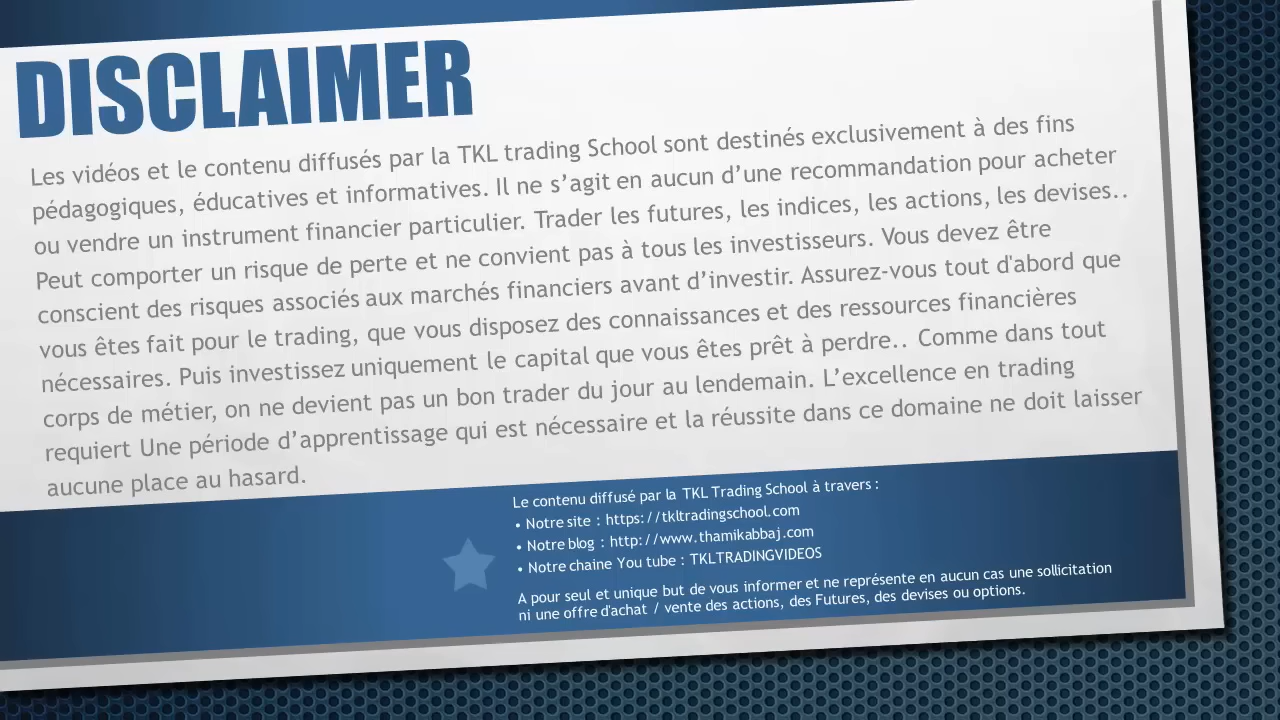 DISCLAIMER
Les vidéos et le contenu diffusés par la TKL trading School sont destinés exclusivement à des fins
pédagogiques, éducatives et informatives. Il ne s’agit en aucun d’une recommandation pour acheter
ou vendre un instrument financier particulier. Trader les futures, les indices, les actions, les devises..
Peut comporter un risque de perte et ne convient pas à tous les investisseurs. Vous devez être
conscient des risques associés aux marchés financiers avant d’investir. Assurez-vous tout d'abord que
vous êtes fait pour le trading, que vous disposez des connaissances et des ressources financières
nécessaires. Puis investissez uniquement le capital que vous êtes prêt à perdre.. Comme dans tout
corps de métier, on ne devient pas un bon trader du jour au lendemain. L’excellence en trading
requiert Une période d’apprentissage qui est nécessaire et la réussite dans ce domaine ne doit laisser
aucune place au hasard.
Le contenu diffusé par la TKL Trading School à travers :
• Notre site : https://tkltradingschool.com
• Notre blog : http://www.thamikabbaj.com
• Notre chaine You tube : TKLTRADINGVIDEOS
A pour seul et unique but de vous informer et ne représente en aucun cas une sollicitation
ni une offre d'achat / vente des actions, des Futures, des devises ou options.